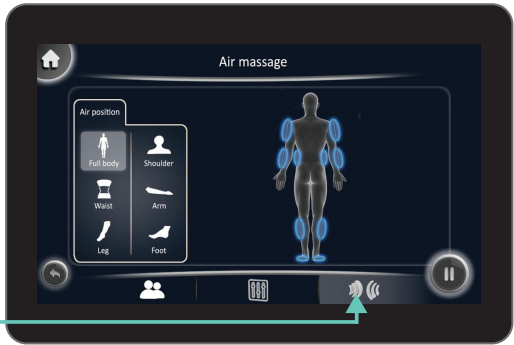 Air massage
Air position
Full body
Shoulder
Waist
Arm
Leg
Foot